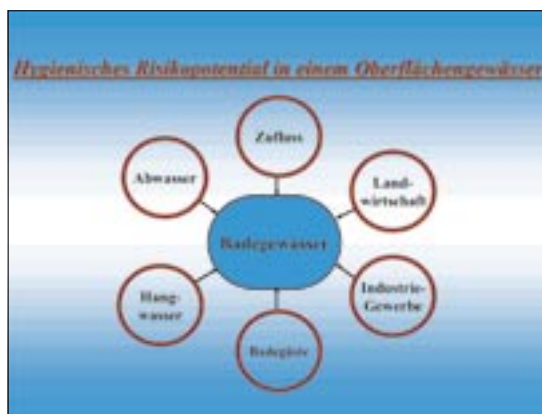 Hygienisches Risikopotential in einem Oberflächengewässer
Zufluss
Abwasser
Land-
wirtschaft
Badegewässer
Hang-
wasser
Industrie-
Gewerbe
Badegäste